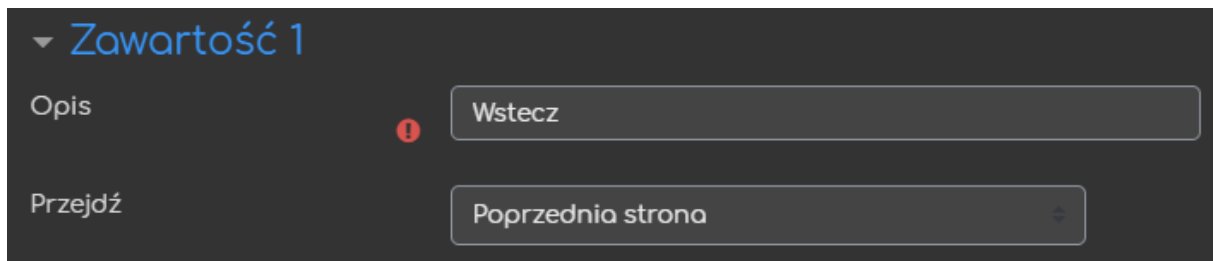 Zawartość 1
Opis
Wstecz
Przejdź
Poprzednia strona